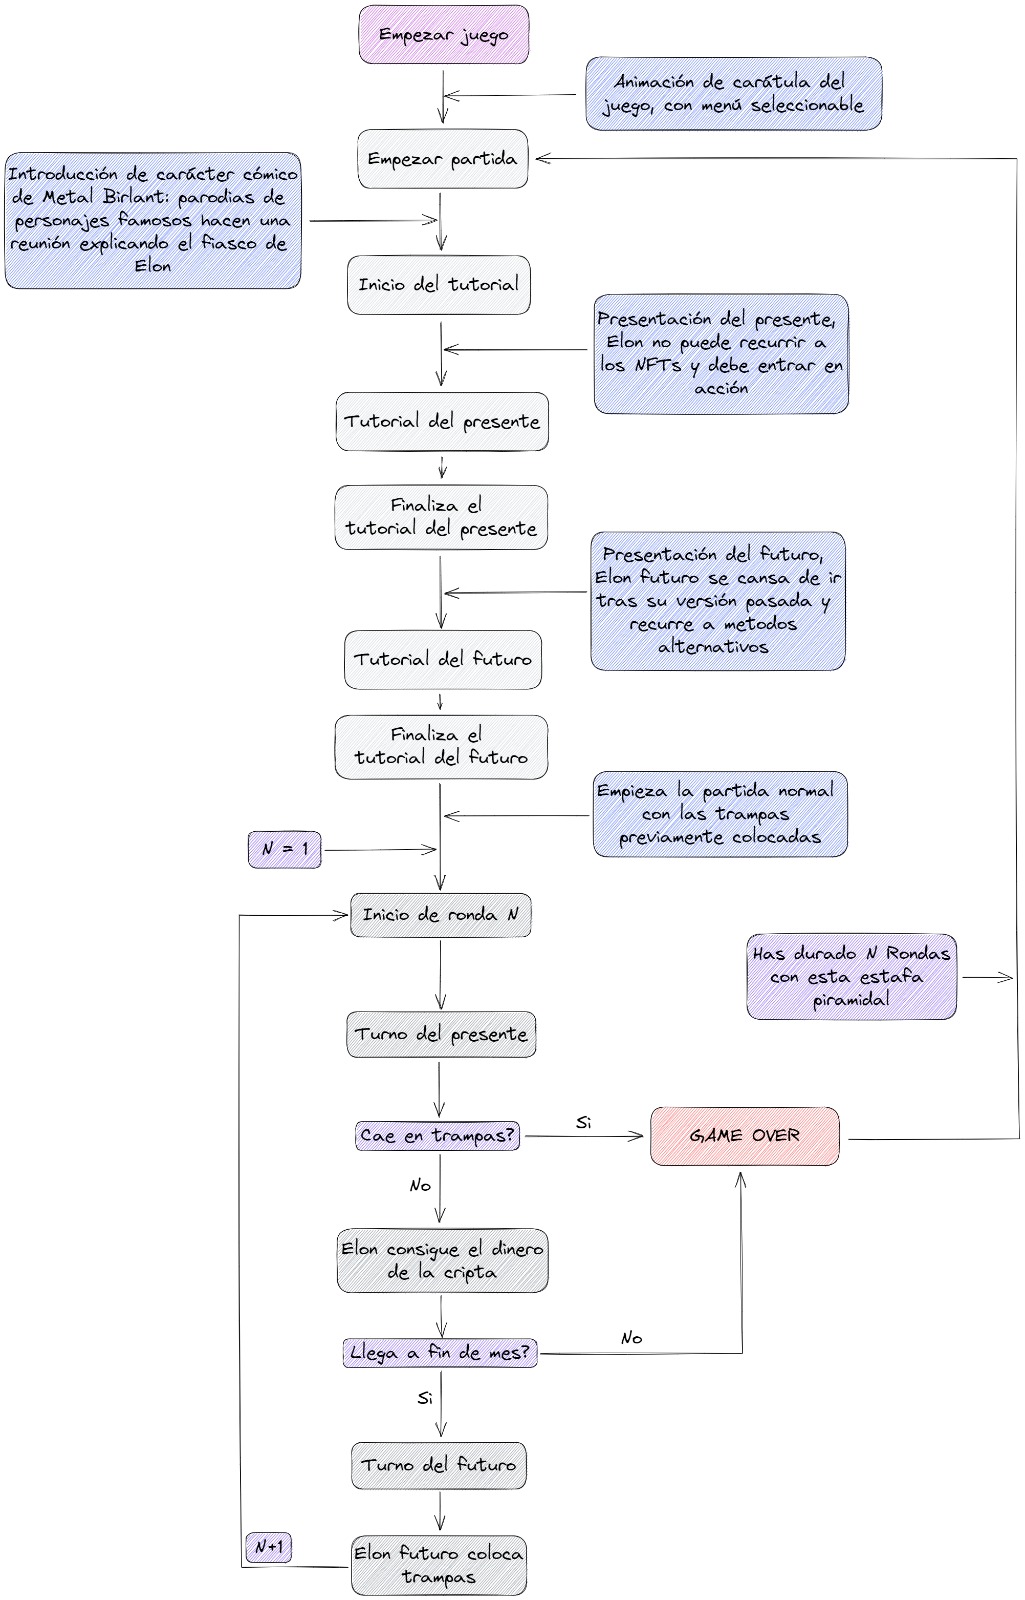 Empezar juego
Animación de carátula del
juego, con menú seleccionable
Empezar partida
Introducción de carácter cómico
de Metal Birlant: parodias de
personajes famosos hacen una
reunión explicando el fiasco de
Elon
Inicio del tutorial
Presentación del presente,
Elon no puede recurrir a
los NFTs y debe entrar en
acción
Tutorial del presente
Finaliza el
tutorial del presente
Presentación del futuro,
Elon futuro se cansa de ir
tras su versión pasada y
recurre a metodos
alternativos
Tutorial del futuro
Finaliza el
tutorial del futuro
Empieza la partida normal
con las trampas
previamente colocadas
N = 1
Inicio de ronda N
Has durado N Rondas
con esta estafa
piramidal
Turno del presente
Cae en trampas?
Si
GAME OVER
No
Elon consigue el dinero
de la cripta
Llega a fin de mes?
No
Si
Turno del futuro
N+1
Elon futuro coloca
trampas